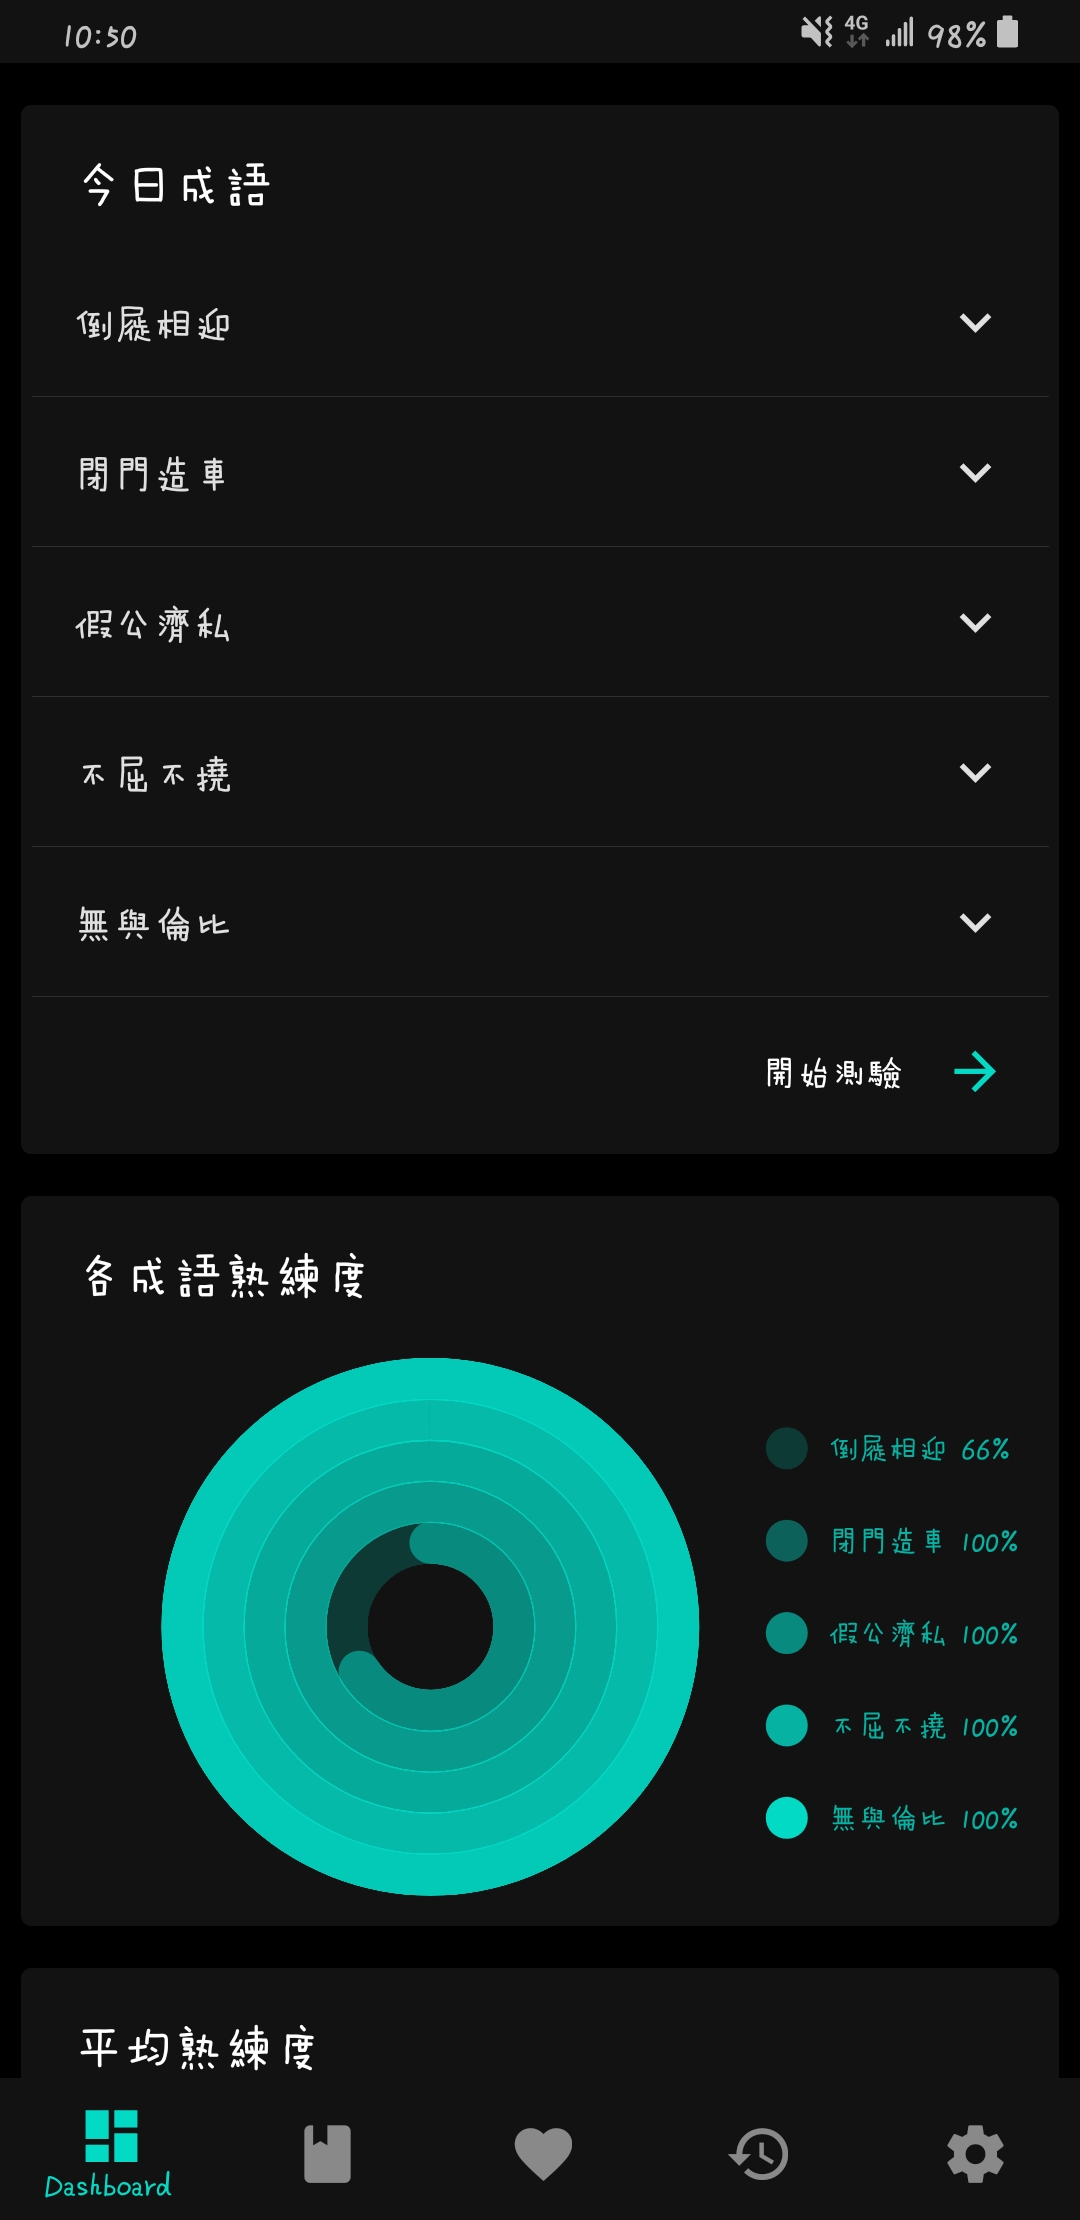 10:50 4G 98%
今日成語
倒屣相迎
閉門造車
假公濟私
不屈不撓
無與倫比
開始測驗
各成語熟練度
倒屣相迎 66%
閉門造車 100%
假公濟私 100%
不屈不撓 100%
無與倫比 100%
平均熟練度
Dashboard